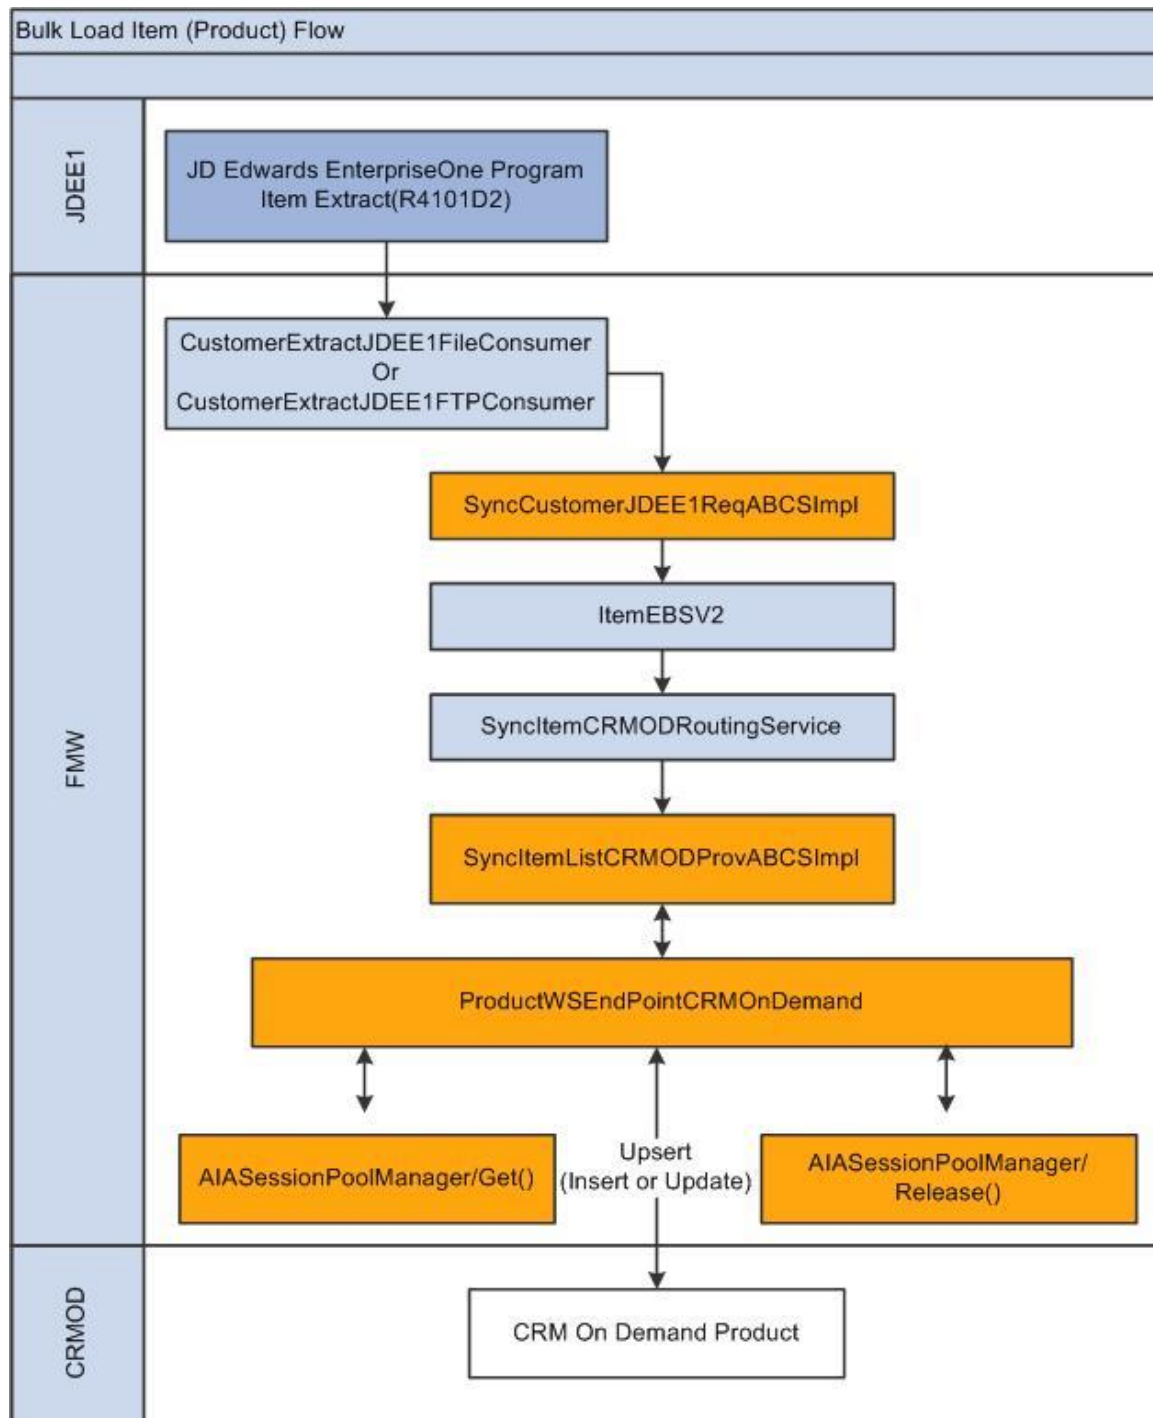 Bulk Load Item (Product) Flow
JDEE1
JD Edwards EnterpriseOne Program
Item Extract(R4101D2)
FMW
CustomerExtractJDEE1FileConsumer
Or
CustomerExtractJDEE1FTPConsumer
SyncCustomerJDEE1ReqABCSImpl
ItemEBSV2
SyncItemCRMODRoutingService
SyncItemListCRMODProvABCSImpl
ProductWSEndPointCRMOnDemand
AIASessionPoolManager/Get()
Upsert
(Insert or Update)
AIASessionPoolManager/
Release()
CRMOD
CRM On Demand Product